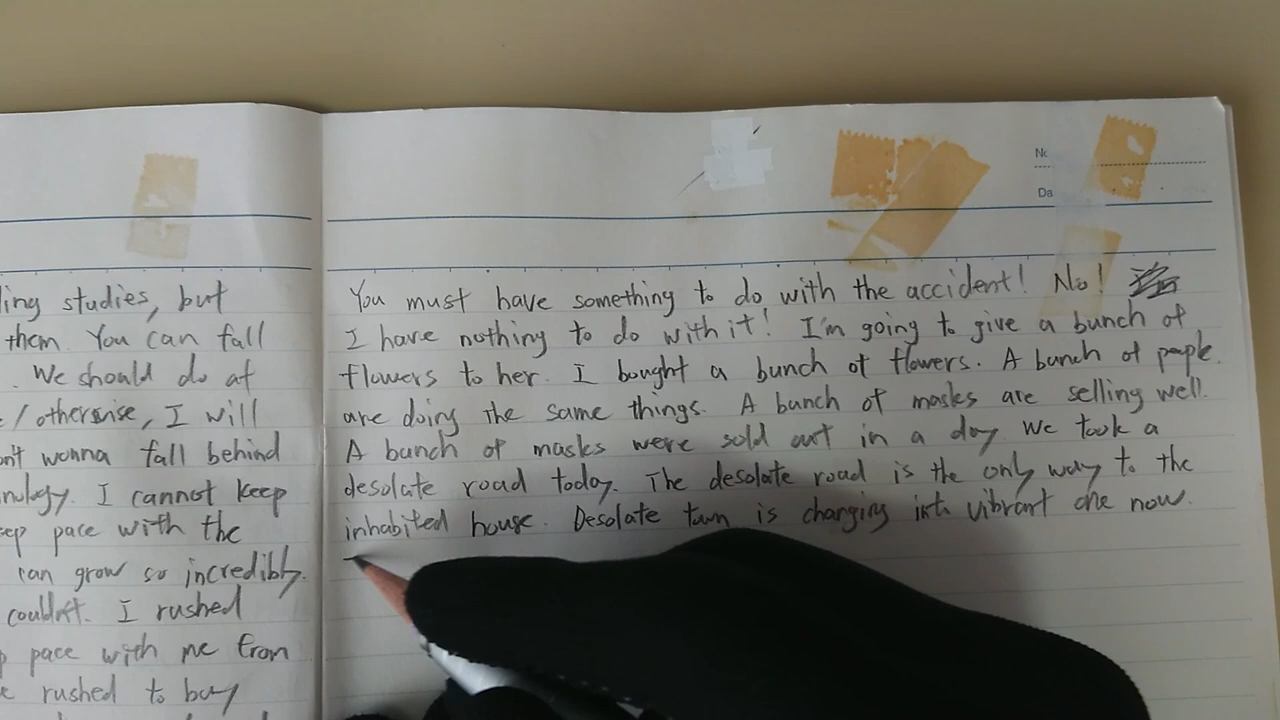 ling studies, but
them. You can fall
. We should do at
e/otherwise, I will
on't wanna fall behind
nology. I cannot keep
eep pace with the
can grow so incredibly.
couldn't. I rushed
p pace with me from
e rushed to buy
No
Da
You must have something to do with the accident! No!
I have nothing to do with it! I'm going to give a bunch of
flowers to her. I bought a bunch of flowers. A bunch of people.
are doing the same things. A bunch of masks are selling well.
A bunch of masks were sold out in a day We took a
desolate road today. The desolate road is the only way to the
inhabited house. Desolate town is changing into vibrant one now.